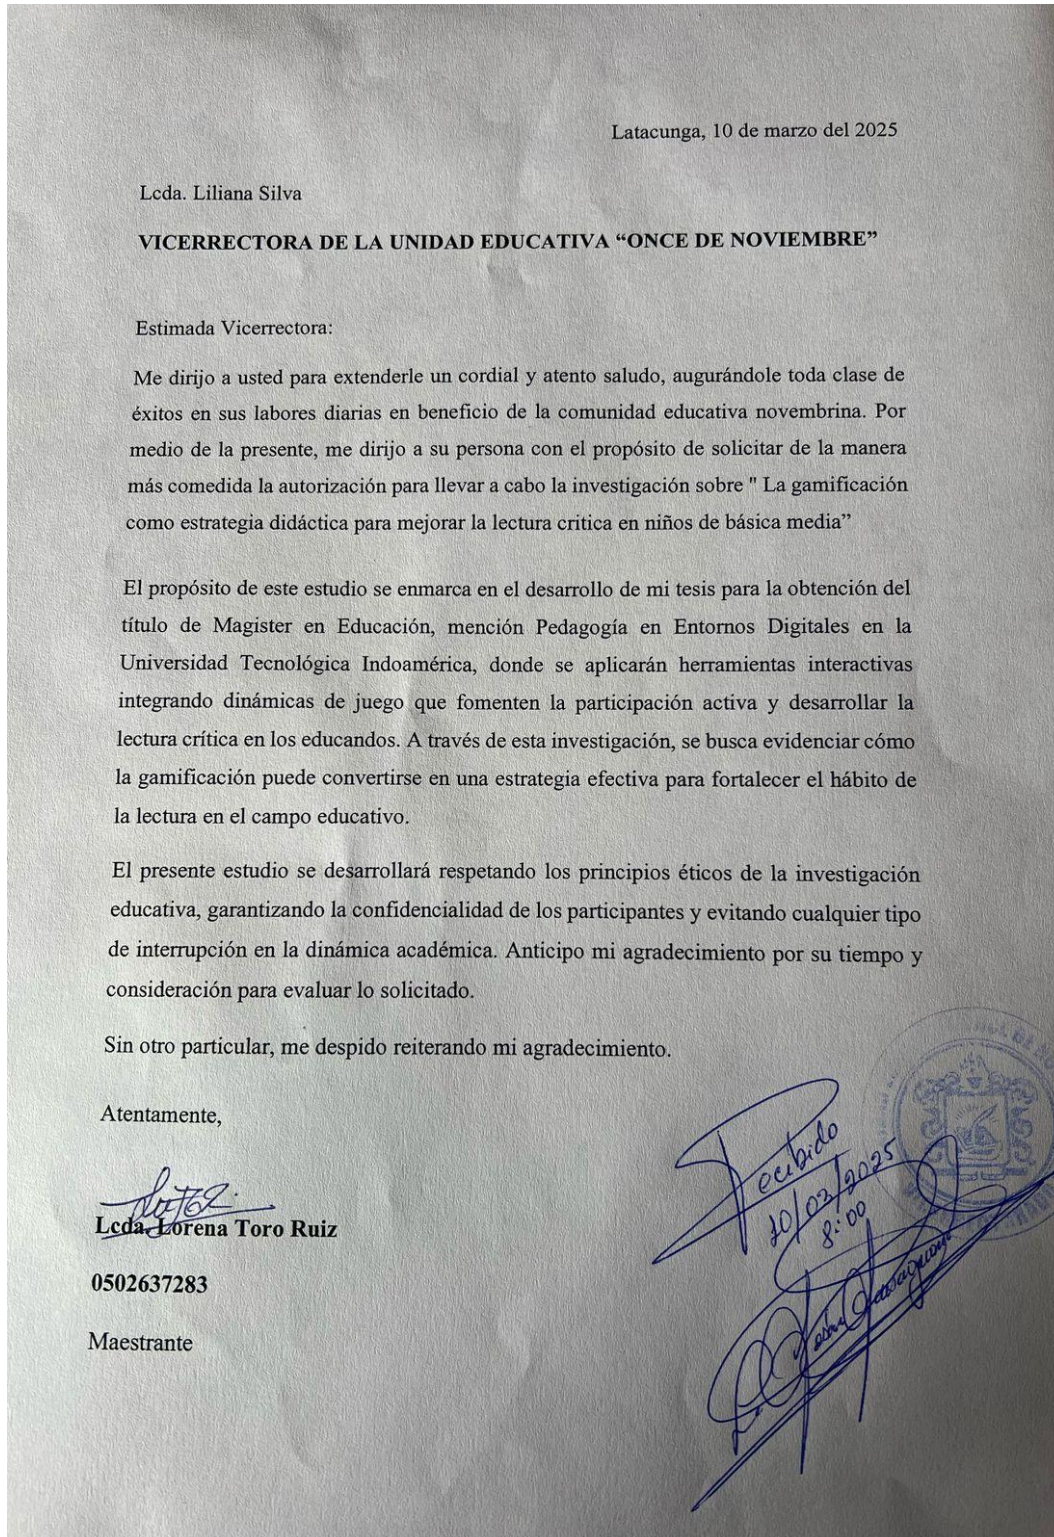 Latacunga, 10 de marzo del 2025
Lcda. Liliana Silva
VICERRECTORA DE LA UNIDAD EDUCATIVA “ONCE DE NOVIEMBRE”
Estimada Vicerrectora:
Me dirijo a usted para extenderle un cordial y atento saludo, augurándole toda clase de
éxitos en sus labores diarias en beneficio de la comunidad educativa novembrina. Por
medio de la presente, me dirijo a su persona con el propósito de solicitar de la manera
más comedida la autorización para llevar a cabo la investigación sobre " La gamificación
como estrategia didáctica para mejorar la lectura critica en niños de básica media”
El propósito de este estudio se enmarca en el desarrollo de mi tesis para la obtención del
título de Magister en Educación, mención Pedagogía en Entornos Digitales en la
Universidad Tecnológica Indoamérica, donde se aplicarán herramientas interactivas
integrando dinámicas de juego que fomenten la participación activa y desarrollar la
lectura crítica en los educandos. A través de esta investigación, se busca evidenciar cómo
la gamificación puede convertirse en una estrategia efectiva para fortalecer el hábito de
la lectura en el campo educativo.
El presente estudio se desarrollará respetando los principios éticos de la investigación
educativa, garantizando la confidencialidad de los participantes y evitando cualquier tipo
de interrupción en la dinámica académica. Anticipo mi agradecimiento por su tiempo y
consideración para evaluar lo solicitado.
Sin otro particular, me despido reiterando mi agradecimiento.
Atentamente,
Recibido
10/03/2025
8:00
Lcda. Lorena Toro Ruiz
0502637283
Maestrante